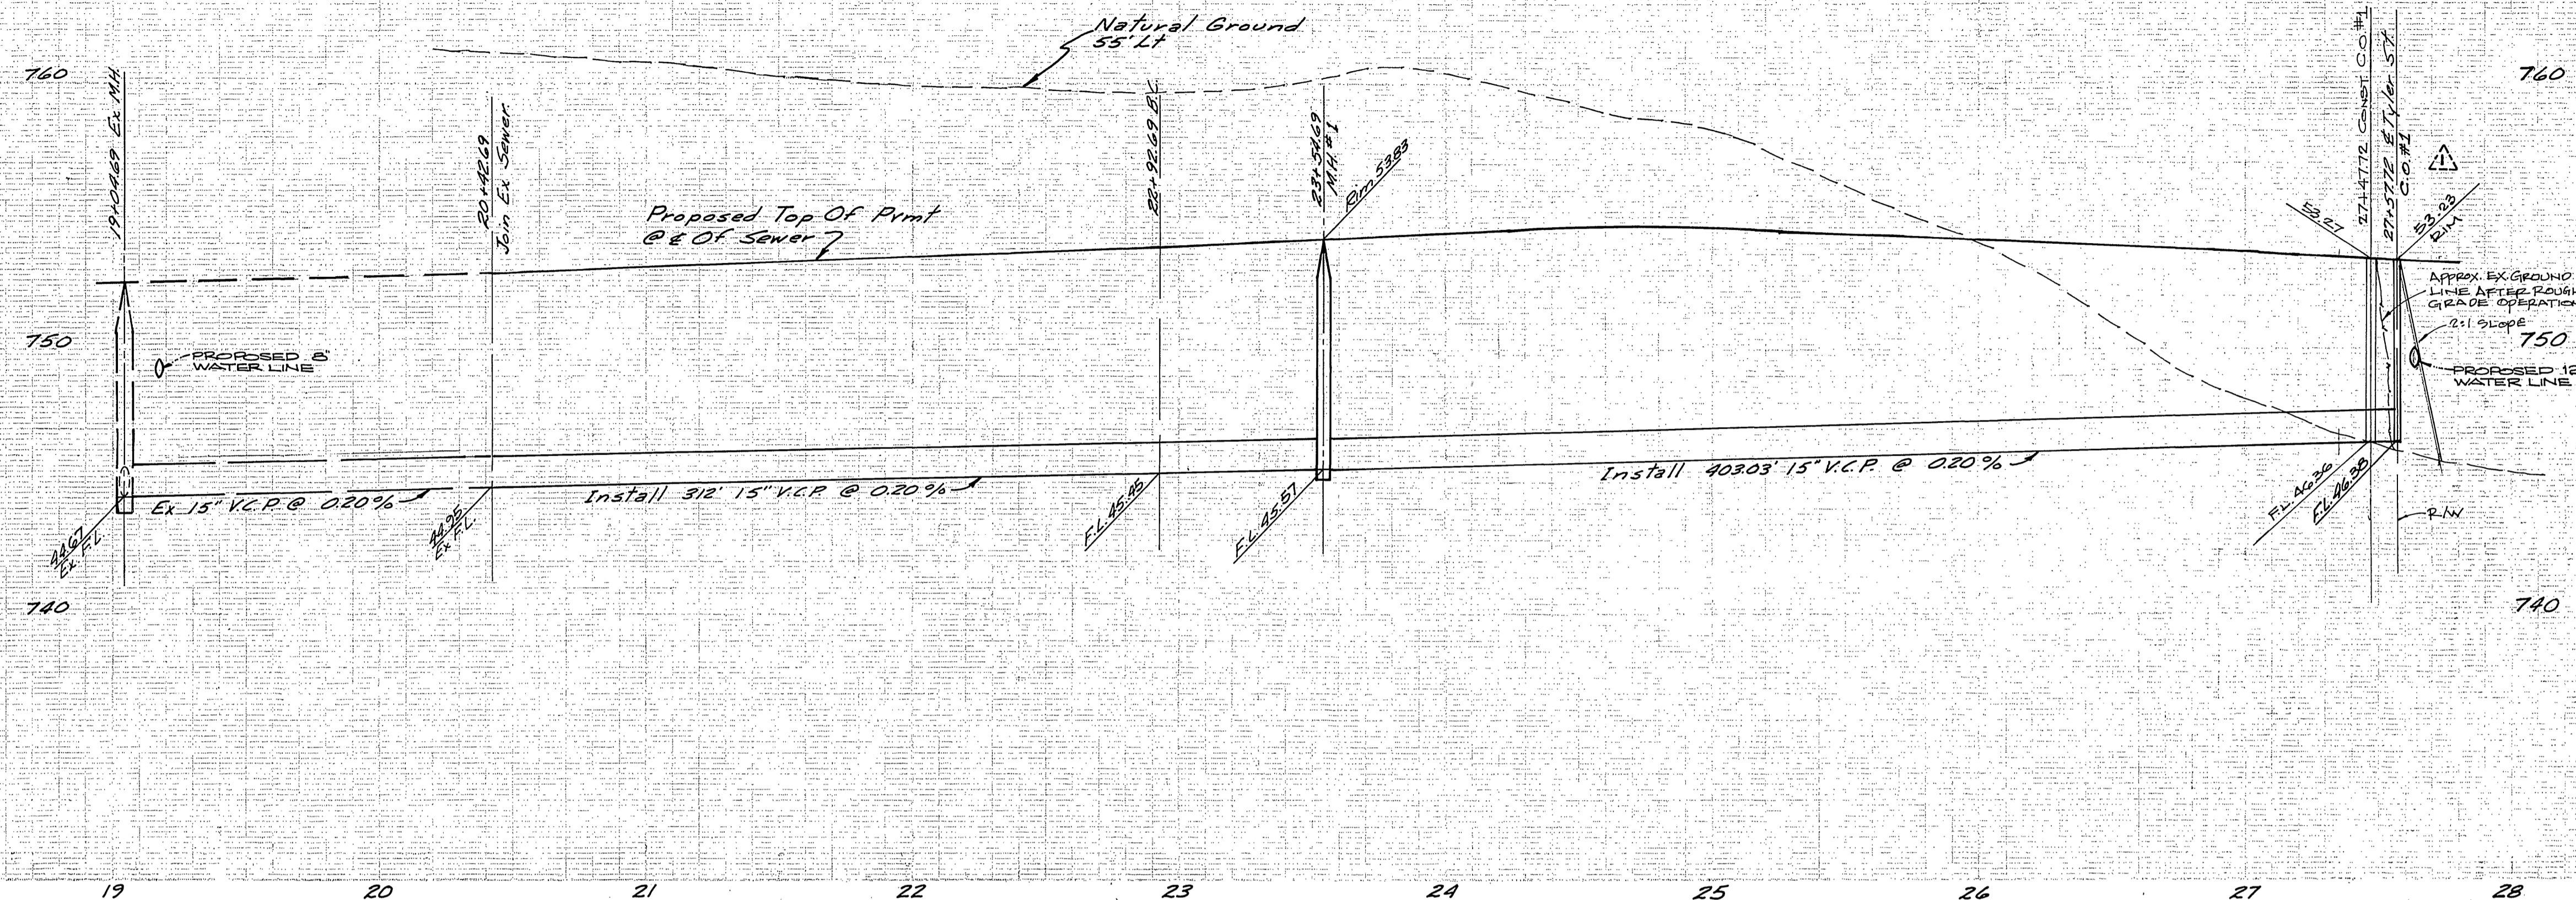 Natural Ground
55' Lt
760
760
19+04.69 Ex M.H.
20+42.69
Join Ex Sewer
22+92.69 B.C.
23+54.69
M.H. #1
Rim 53.83
27+47.72 CONST. C.O. #1
27+57.72 ℄ Tyler ST
C.O. #1
1
53.27
53.23
RIM
Proposed Top Of Pvmt
@ ℄ Of Sewer
APPROX. EX. GROUND
LINE AFTER ROUGH
GRADE OPERATION
2:1 SLOPE
750
750
PROPOSED 8"
WATER LINE
PROPOSED 12
WATER LINE
Ex 15" V.C.P. @ 0.20%
Install 312' 15" V.C.P. @ 0.20%
Install 403.03' 15" V.C.P. @ 0.20%
44.67
Ex. F.L.
44.95
Ex F.L.
F.L. 45.45
F.L. 45.57
F.L. 46.36
F.L. 46.38
R/W
740
740
19 20 21 22 23 24 25 26 27 28